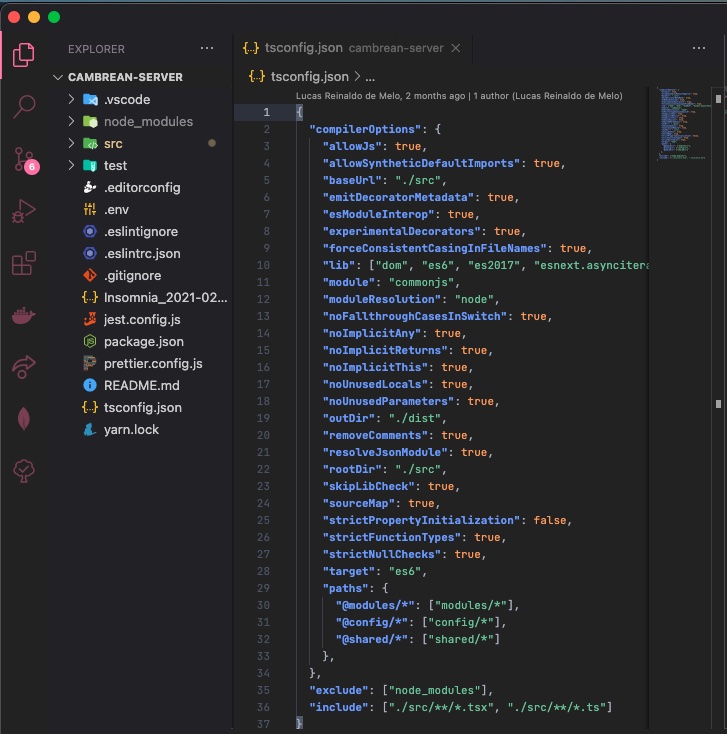 EXPLORER
CAMBREAN-SERVER
.vscode
node_modules
src
test
.editorconfig
.env
.eslintignore
.eslintrc.json
.gitignore
Insomnia_2021-02...
jest.config.js
package.json
prettier.config.js
README.md
tsconfig.json
yarn.lock
6
tsconfig.json cambrean-server
tsconfig.json > ...
Lucas Reinaldo de Melo, 2 months ago | 1 author (Lucas Reinaldo de Melo)
1 {
2 "compilerOptions": {
3 "allowJs": true,
4 "allowSyntheticDefaultImports": true,
5 "baseUrl": "./src",
6 "emitDecoratorMetadata": true,
7 "esModuleInterop": true,
8 "experimentalDecorators": true,
9 "forceConsistentCasingInFileNames": true,
10 "lib": ["dom", "es6", "es2017", "esnext.asyncitera
11 "module": "commonjs",
12 "moduleResolution": "node",
13 "noFallthroughCasesInSwitch": true,
14 "noImplicitAny": true,
15 "noImplicitReturns": true,
16 "noImplicitThis": true,
17 "noUnusedLocals": true,
18 "noUnusedParameters": true,
19 "outDir": "./dist",
20 "removeComments": true,
21 "resolveJsonModule": true,
22 "rootDir": "./src",
23 "skipLibCheck": true,
24 "sourceMap": true,
25 "strictPropertyInitialization": false,
26 "strictFunctionTypes": true,
27 "strictNullChecks": true,
28 "target": "es6",
29 "paths": {
30 "@modules/*": ["modules/*"],
31 "@config/*": ["config/*"],
32 "@shared/*": ["shared/*"]
33 },
34 },
35 "exclude": ["node_modules"],
36 "include": ["./src/**/*.tsx", "./src/**/*.ts"]
37 }